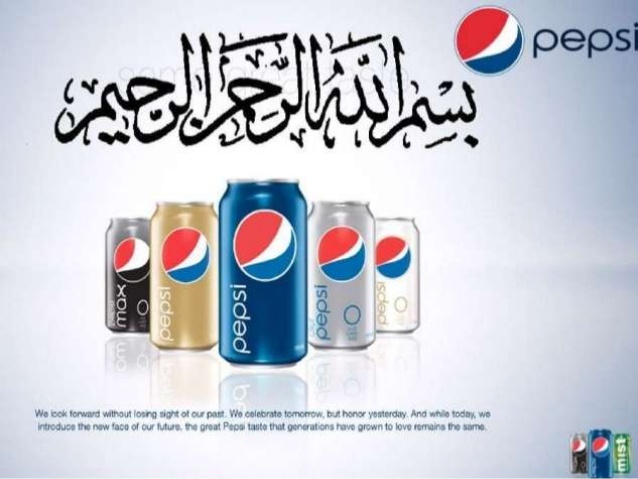 pepsi
بسم الله الرحمن الرحيم
max
pepsi
pepsi
pepsi
pepsi
We look forward without losing sight of our past. We celebrate tomorrow, but honor yesterday. And while today, we
introduce the new face of our future, the great Pepsi taste that generations have grown to love remains the same.
mist